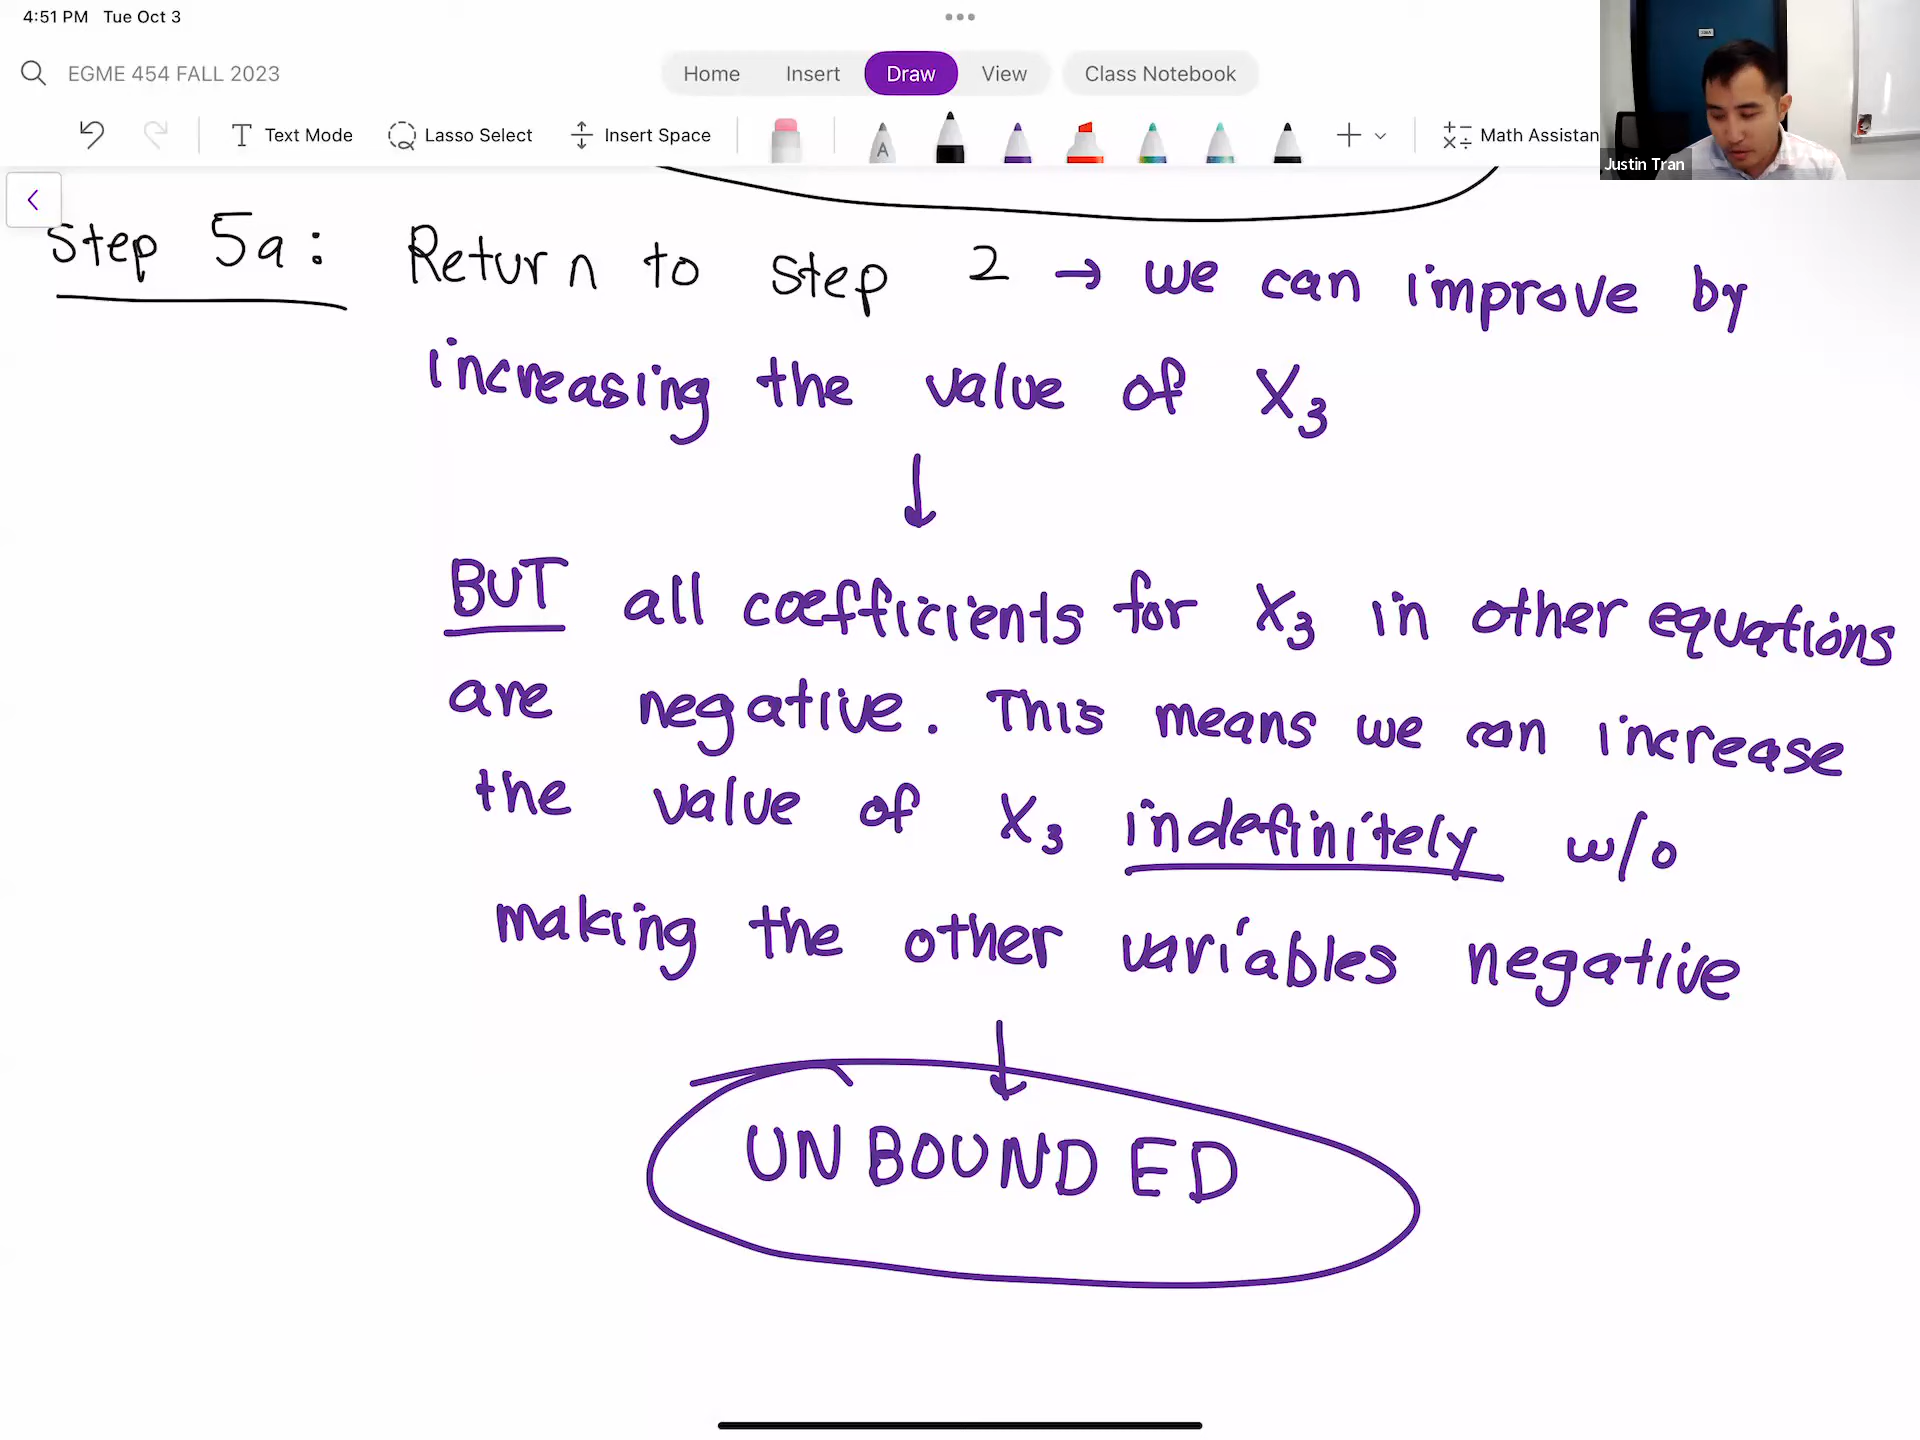 4:51 PM Tue Oct 3
EGME 454 FALL 2023
Home Insert Draw View Class Notebook
Text Mode Lasso Select Insert Space A Math Assistan
Justin Tran
Step 5a: Return to step 2 → we can improve by
increasing the value of X₃
↓
BUT all coefficients for X₃ in other equations
are negative. This means we can increase
the value of X₃ indefinitely w/o
making the other variables negative
↓
UNBOUNDED